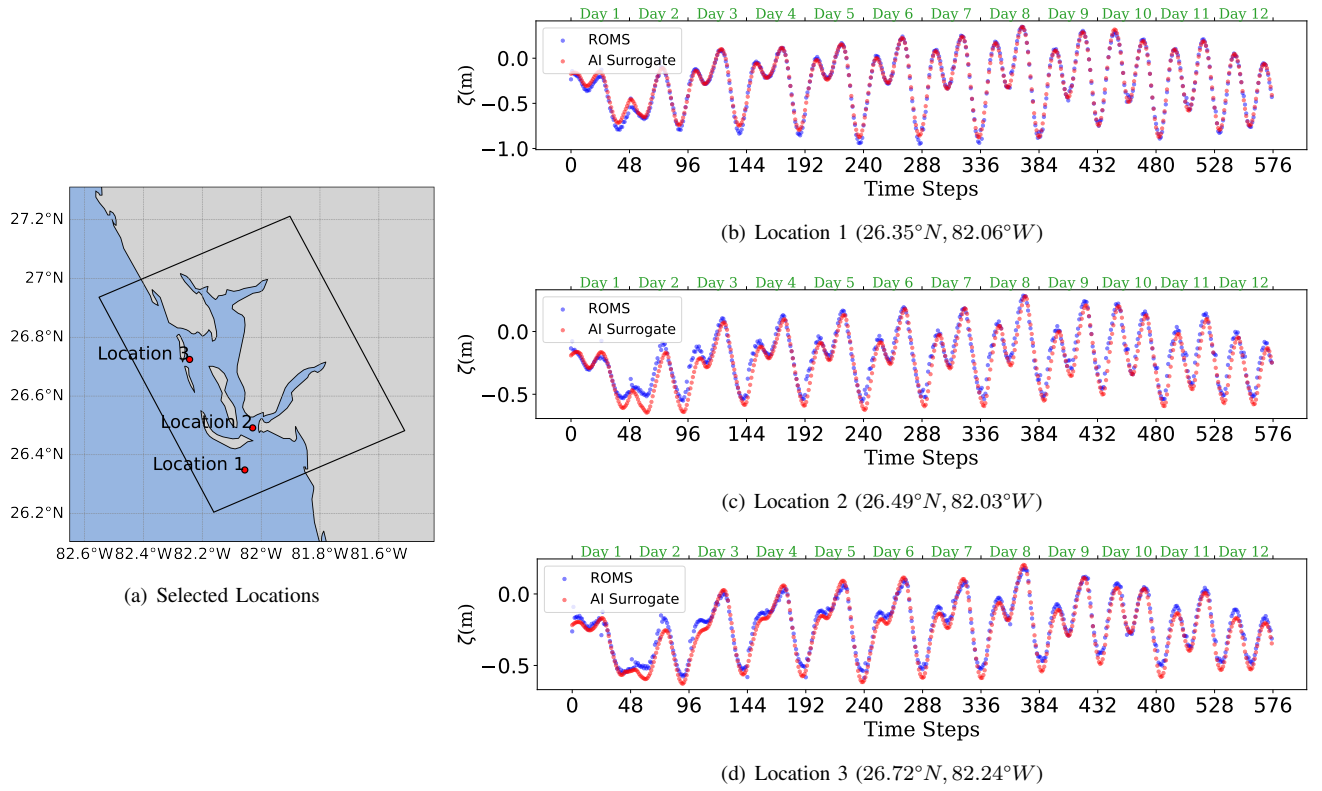 27.2°N
27°N
26.8°N
26.6°N
26.4°N
26.2°N
Location 3
Location 2
Location 1
82.6°W 82.4°W 82.2°W 82°W 81.8°W 81.6°W
(a) Selected Locations
Day 1 Day 2 Day 3 Day 4 Day 5 Day 6 Day 7 Day 8 Day 9 Day 10 Day 11 Day 12
ROMS
AI Surrogate
ζ(m)
0.0
−0.5
−1.0
0 48 96 144 192 240 288 336 384 432 480 528 576
Time Steps
(b) Location 1 (26.35°N, 82.06°W)
Day 1 Day 2 Day 3 Day 4 Day 5 Day 6 Day 7 Day 8 Day 9 Day 10 Day 11 Day 12
ROMS
AI Surrogate
ζ(m)
0.0
−0.5
0 48 96 144 192 240 288 336 384 432 480 528 576
Time Steps
(c) Location 2 (26.49°N, 82.03°W)
Day 1 Day 2 Day 3 Day 4 Day 5 Day 6 Day 7 Day 8 Day 9 Day 10 Day 11 Day 12
ROMS
AI Surrogate
ζ(m)
0.0
−0.5
0 48 96 144 192 240 288 336 384 432 480 528 576
Time Steps
(d) Location 3 (26.72°N, 82.24°W)